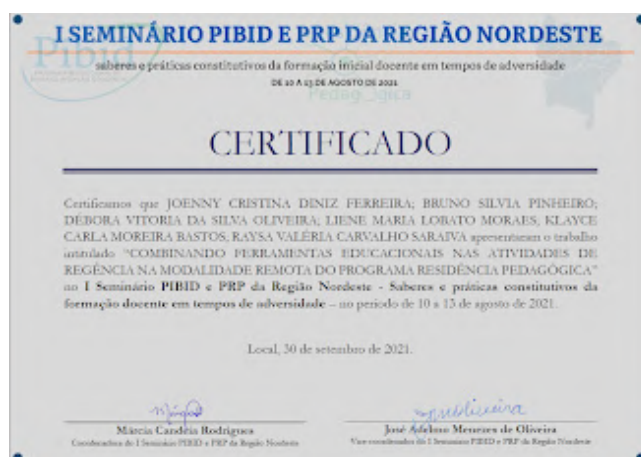 I SEMINÁRIO PIBID E PRP DA REGIÃO NORDESTE
Pibid
saberes e práticas constitutivos da formação inicial docente em tempos de adversidade
DE 10 A 13 DE AGOSTO DE 2021
CERTIFICADO
Certificamos que JOENNY CRISTINA DINIZ FERREIRA; BRUNO SILVIA PINHEIRO;
DÉBORA VITORIA DA SILVA OLIVEIRA; LIENE MARIA LOBATO MORAES; KLAYCE
CARLA MOREIRA BASTOS; RAYSA VALÉRIA CARVALHO SARAIVA apresentaram o trabalho
intitulado "COMBINANDO FERRAMENTAS EDUCACIONAIS NAS ATIVIDADES DE
REGÊNCIA NA MODALIDADE REMOTA DO PROGRAMA RESIDÊNCIA PEDAGÓGICA"
no I Seminário PIBID e PRP da Região Nordeste - Saberes e práticas constitutivos da
formação docente em tempos de adversidade – no período de 10 a 13 de agosto de 2021.
Local, 30 de setembro de 2021.
Márcia Candeia Rodrigues
Coordenadora do I Seminário PIBID e PRP da Região Nordeste
José Adelmo Menezes de Oliveira
Vice-coordenador do I Seminário PIBID e PRP da Região Nordeste